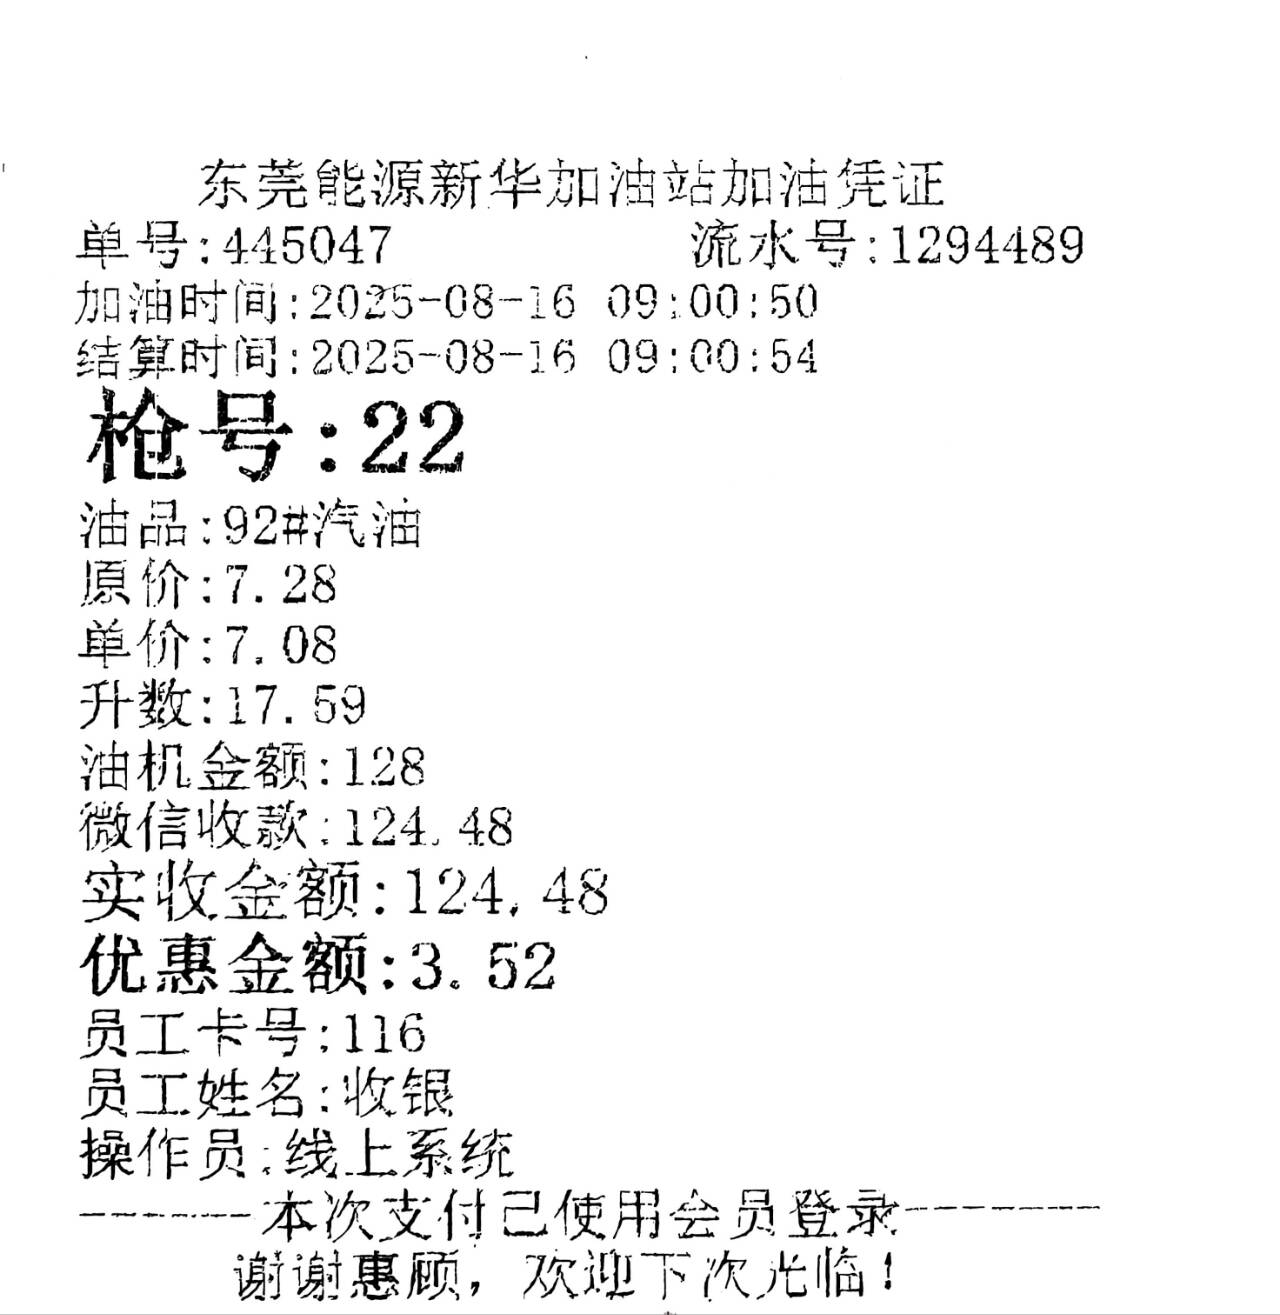 东莞能源新华加油站加油凭证
单号:445047 流水号:1294489
加油时间:2025-08-16 09:00:50
结算时间:2025-08-16 09:00:54
枪号:22
油品:92#汽油
原价:7.28
单价:7.08
升数:17.59
油机金额:128
微信收款:124.48
实收金额:124.48
优惠金额:3.52
员工卡号:116
员工姓名:收银
操作员:线上系统
-------本次支付已使用会员登录-------
谢谢惠顾，欢迎下次光临！